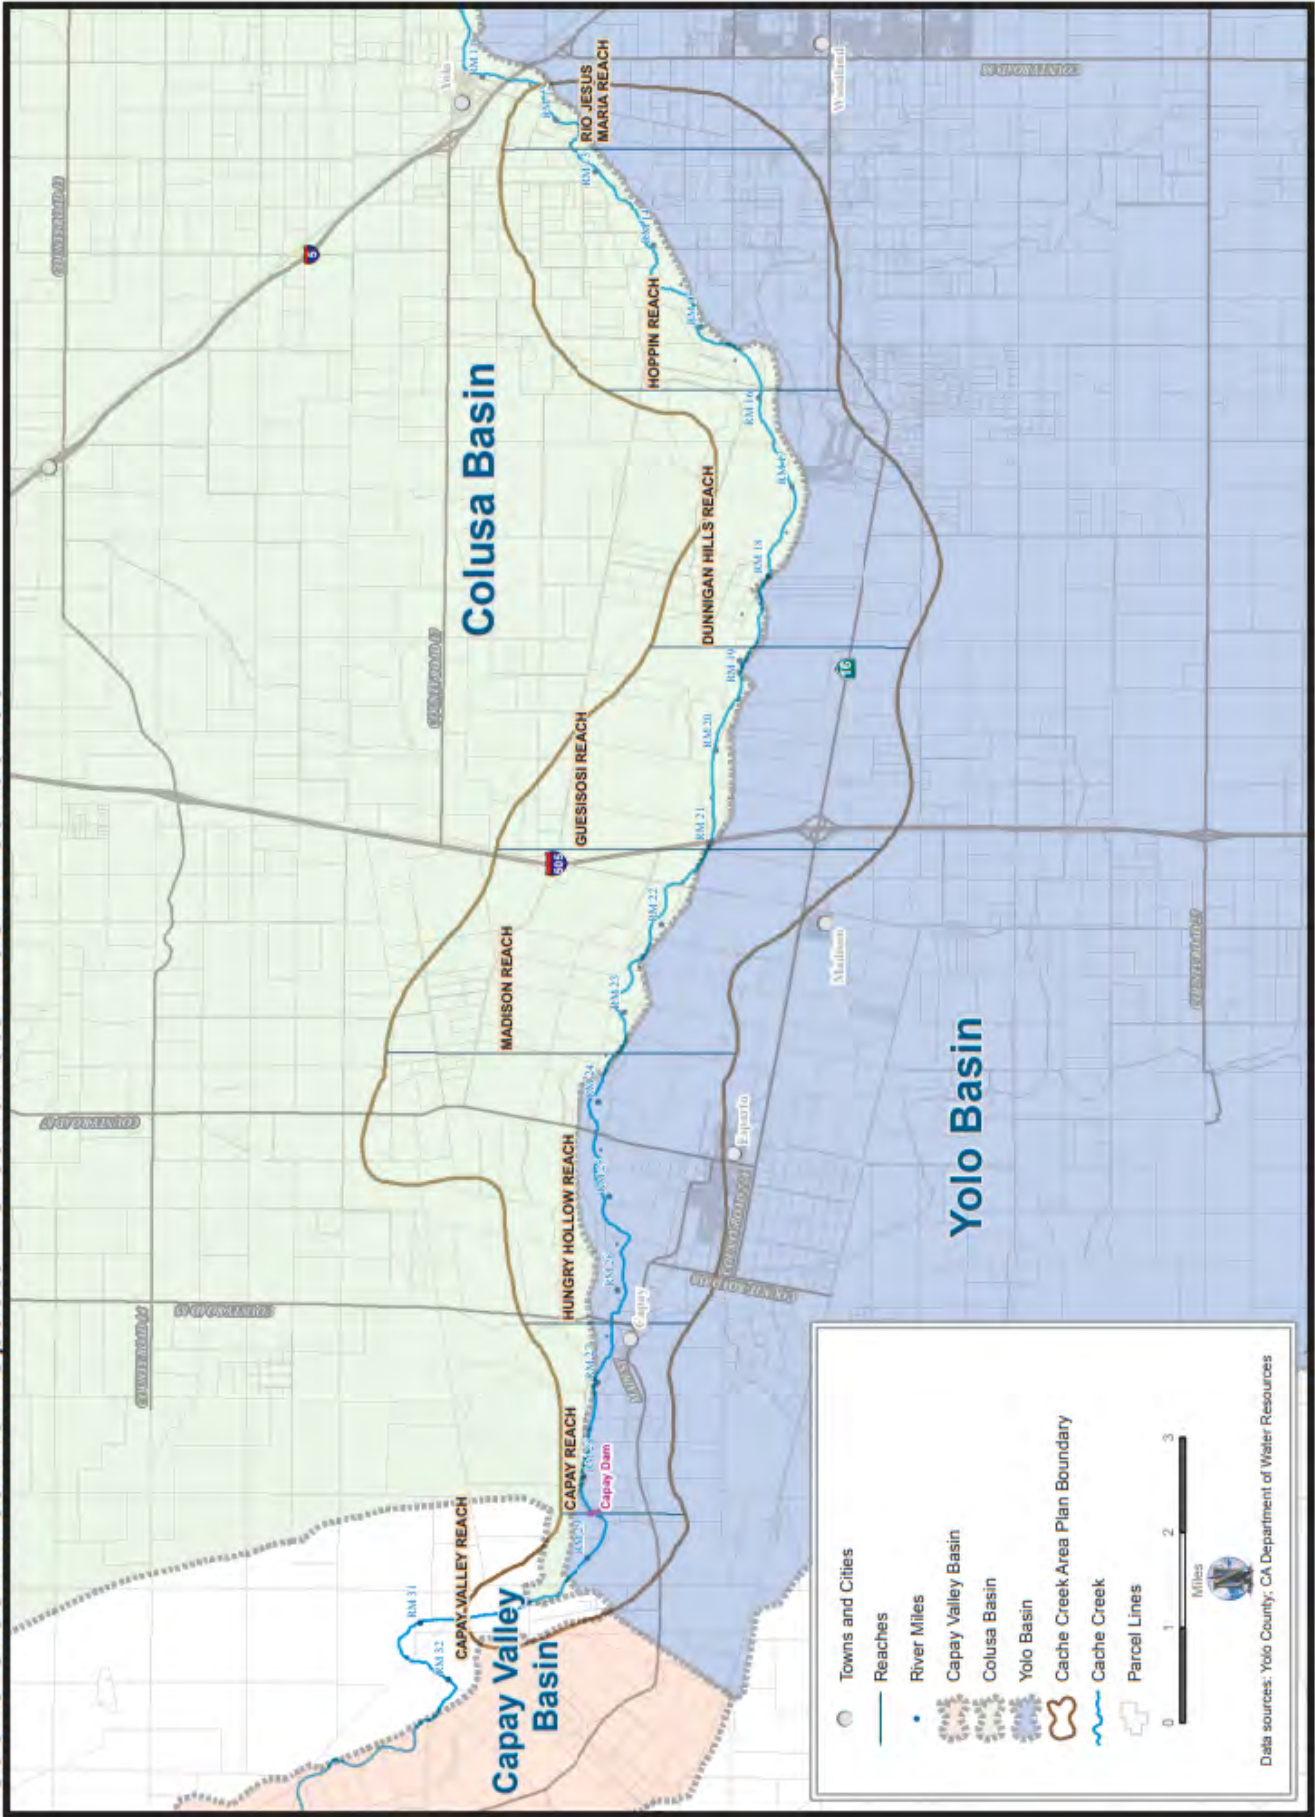 Colusa Basin
Yolo Basin
Capay Valley
Basin
CAPAY VALLEY REACH
CAPAY REACH
HUNGRY HOLLOW REACH
MADISON REACH
GUESISOSI REACH
DUNNIGAN HILLS REACH
HOPPIN REACH
RIO JESUS
MARIA REACH
Capay Dam
RM 32
RM 31
RM 24
RM 23
RM 22
RM 21
RM 20
RM 19
RM 18
RM 16
RM 14
Capay
Esparto
Madison
Woodland
Yolo
5
505
16
Towns and Cities
Reaches
River Miles
Capay Valley Basin
Colusa Basin
Yolo Basin
Cache Creek Area Plan Boundary
Cache Creek
Parcel Lines
0 1 2 3
Miles
N
Data sources: Yolo County; CA Department of Water Resources